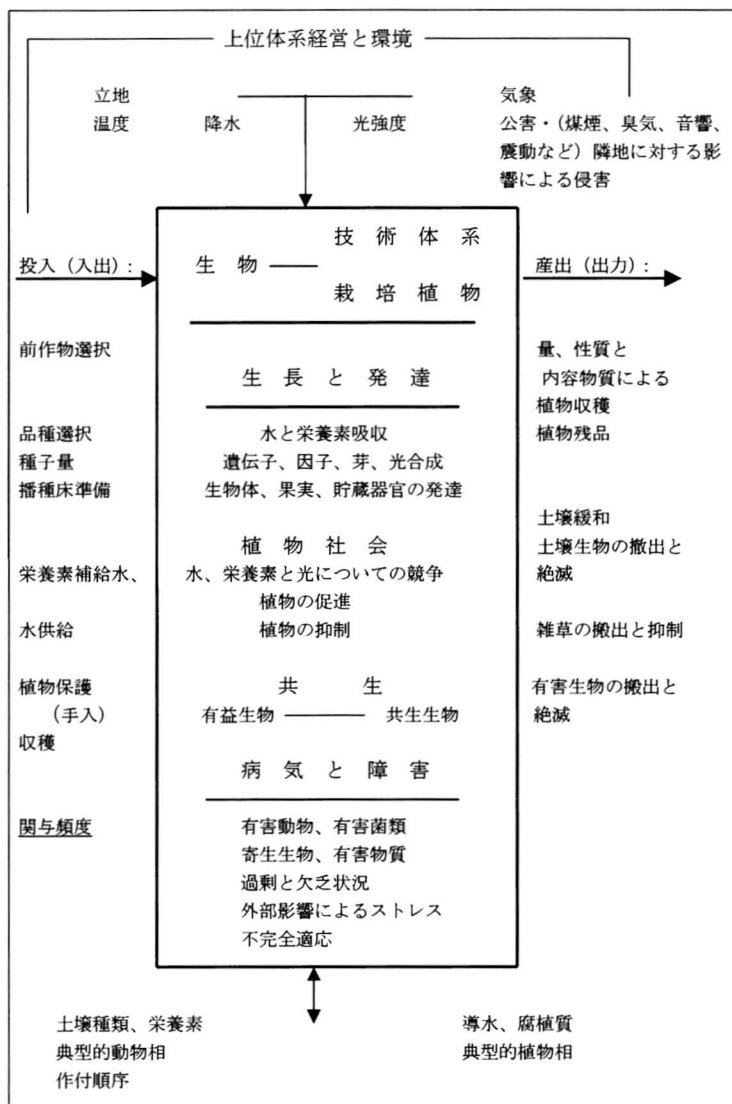 上位体系経営と環境
立地 気象
温度 降水 光強度 公害・(煤煙、臭気、音響、
震動など) 隣地に対する影
響による侵害
技術体系
生物
栽培植物
投入 (入出) :
前作物選択
品種選択
種子量
播種床準備
栄養素補給水、
水供給
植物保護
(手入)
収穫
関与頻度
生長と発達
水と栄養素吸収
遺伝子、因子、芽、光合成
生物体、果実、貯蔵器官の発達
植物社会
水、栄養素と光についての競争
植物の促進
植物の抑制
共生
有益生物 共生生物
病気と障害
有害動物、有害菌類
寄生生物、有害物質
過剰と欠乏状況
外部影響によるストレス
不完全適応
産出 (出力) :
量、性質と
内容物質による
植物収穫
植物残品
土壌緩和
土壌生物の撤出と
絶滅
雑草の搬出と抑制
有害生物の搬出と
絶滅
土壌種類、栄養素 導水、腐植質
典型的動物相 典型的植物相
作付順序